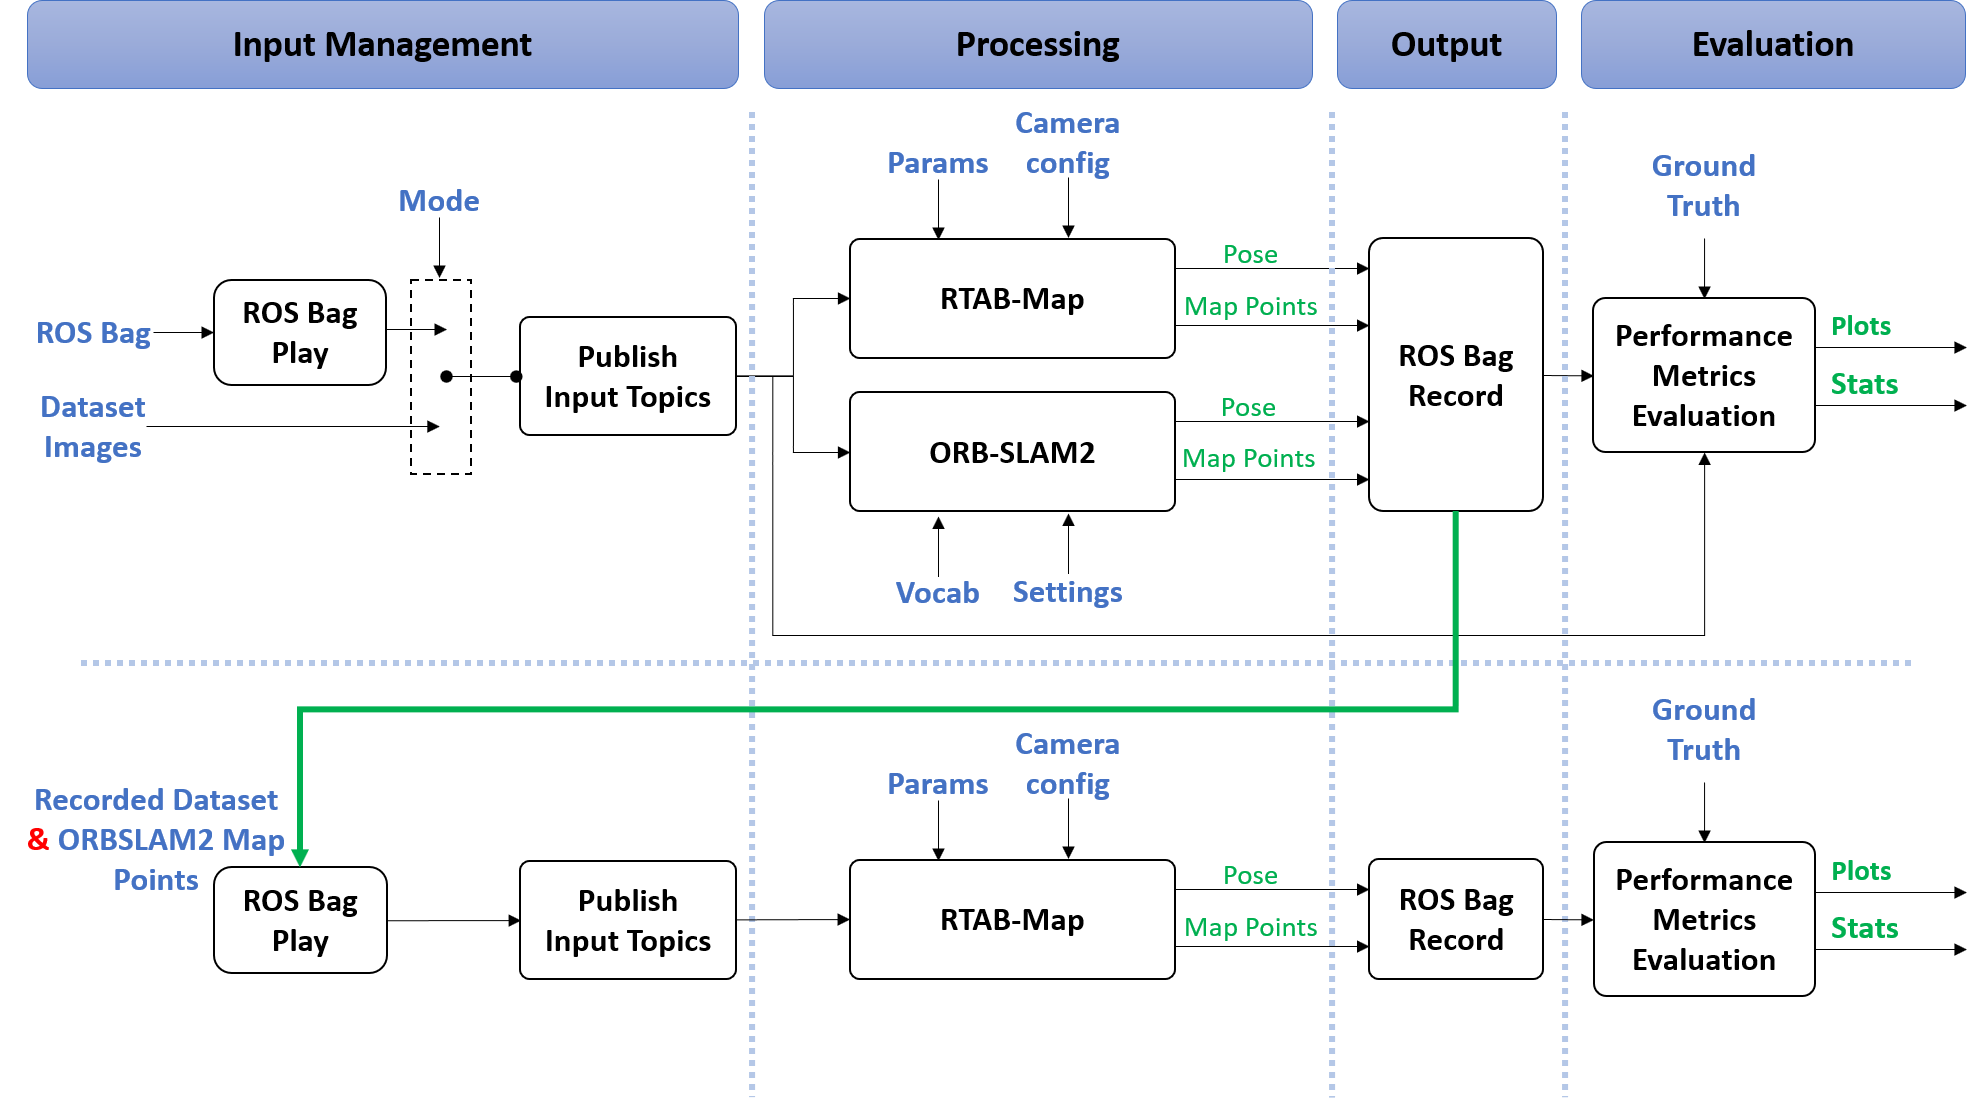 Input Management
Processing
Output
Evaluation
Mode
ROS Bag
ROS Bag
Play
Dataset
Images
Publish
Input Topics
Params
Camera
config
RTAB-Map
Pose
Map Points
ORB-SLAM2
Pose
Map Points
Vocab
Settings
ROS Bag
Record
Ground
Truth
Performance
Metrics
Evaluation
Plots
Stats
Recorded Dataset
& ORBSLAM2 Map
Points
ROS Bag
Play
Publish
Input Topics
Params
Camera
config
RTAB-Map
Pose
Map Points
ROS Bag
Record
Ground
Truth
Performance
Metrics
Evaluation
Plots
Stats